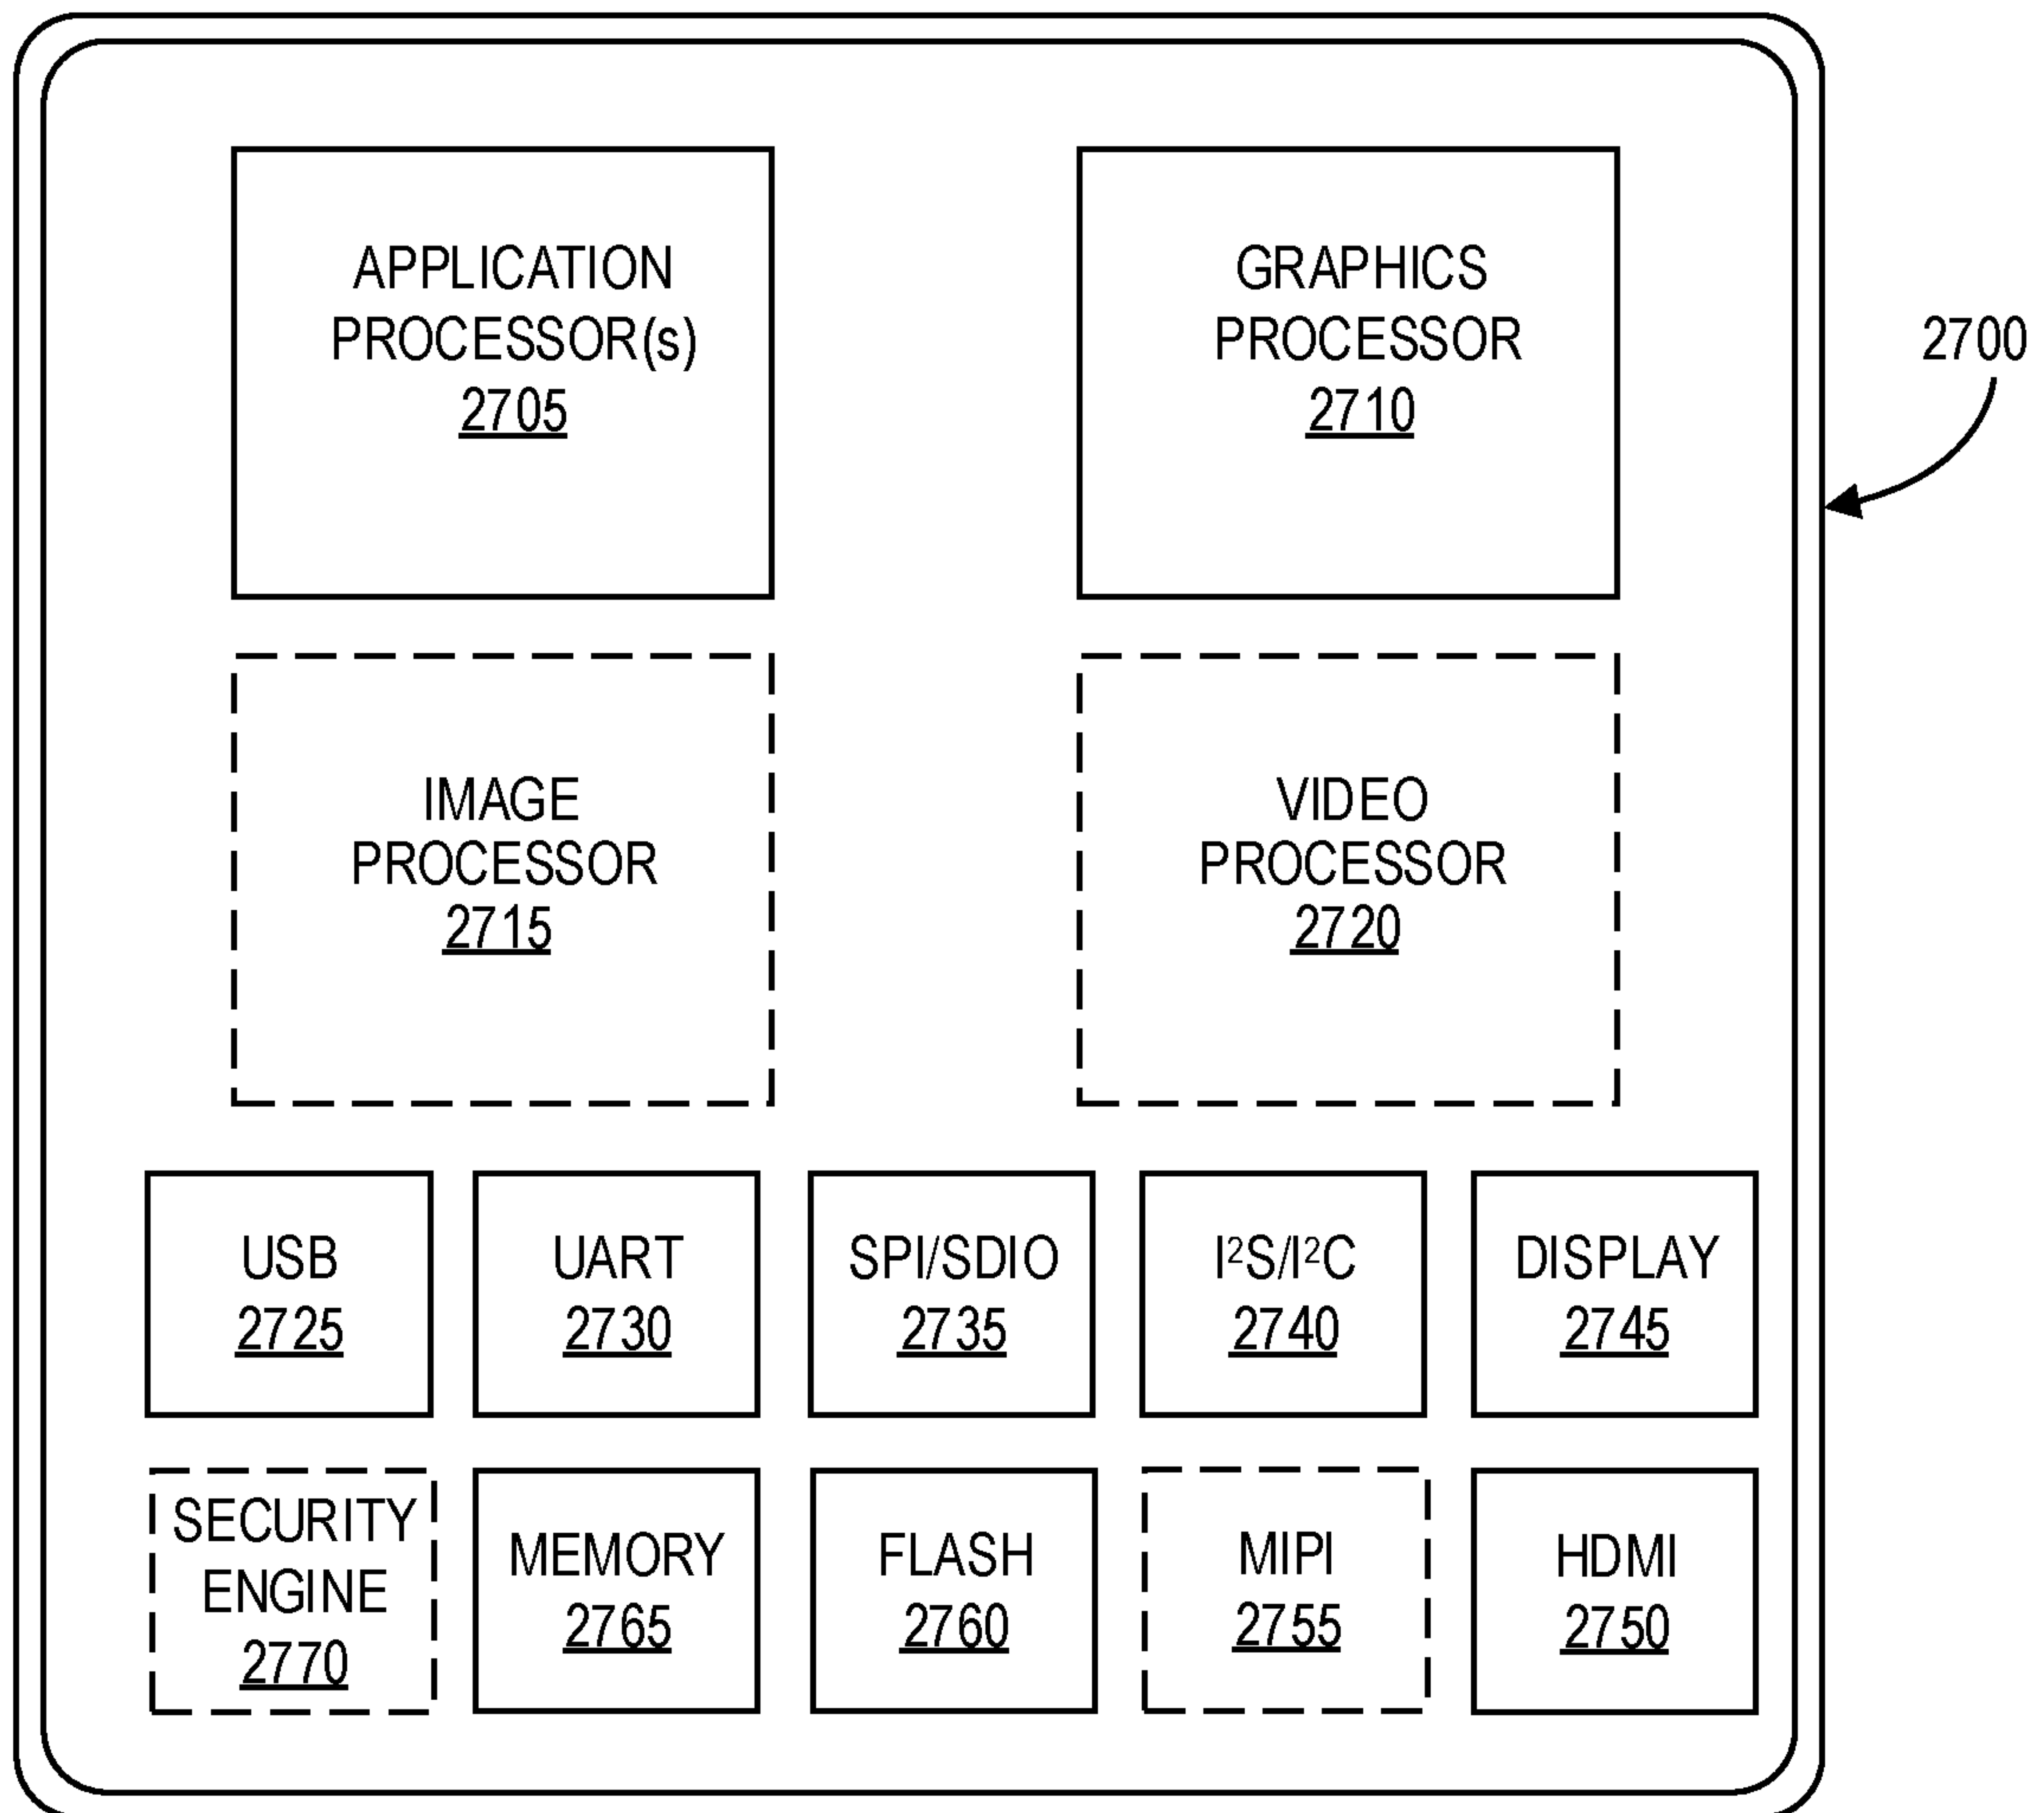 APPLICATION
PROCESSOR(s)
2705
GRAPHICS
PROCESSOR
2710
2700
IMAGE
PROCESSOR
2715
VIDEO
PROCESSOR
2720
USB
2725
UART
2730
SPI/SDIO
2735
I²S/I²C
2740
DISPLAY
2745
SECURITY
ENGINE
2770
MEMORY
2765
FLASH
2760
MIPI
2755
HDMI
2750